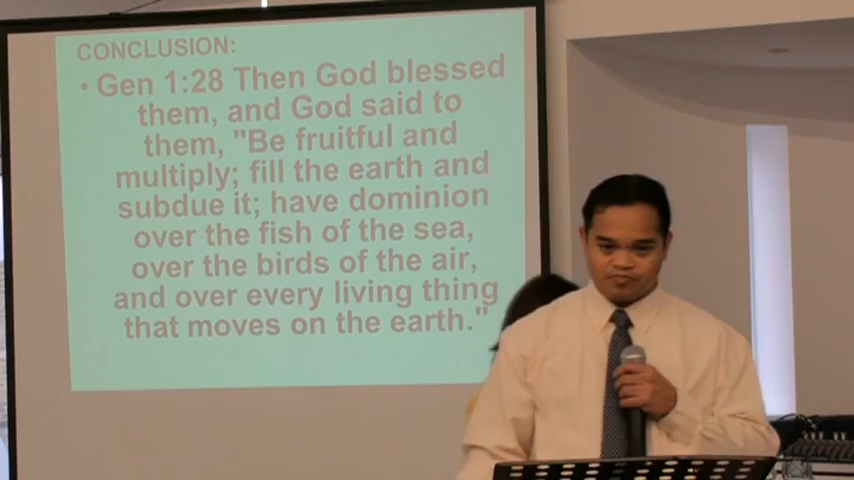 CONCLUSION:
• Gen 1:28 Then God blessed
them, and God said to
them, "Be fruitful and
multiply; fill the earth and
subdue it; have dominion
over the fish of the sea,
over the birds of the air,
and over every living thing
that moves on the earth."